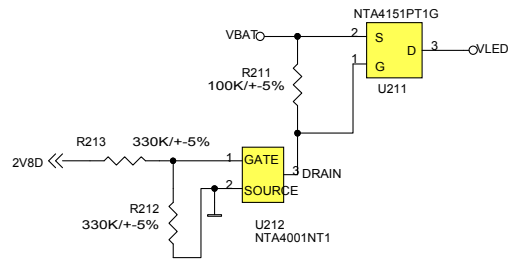 NTA4151PT1G
VBAT
2
S
D
3
VLED
1
G
U211
R211
100K/+-5%
R213
330K/+-5%
2V8D
1
GATE
3
DRAIN
2
SOURCE
R212
330K/+-5%
U212
NTA4001NT1